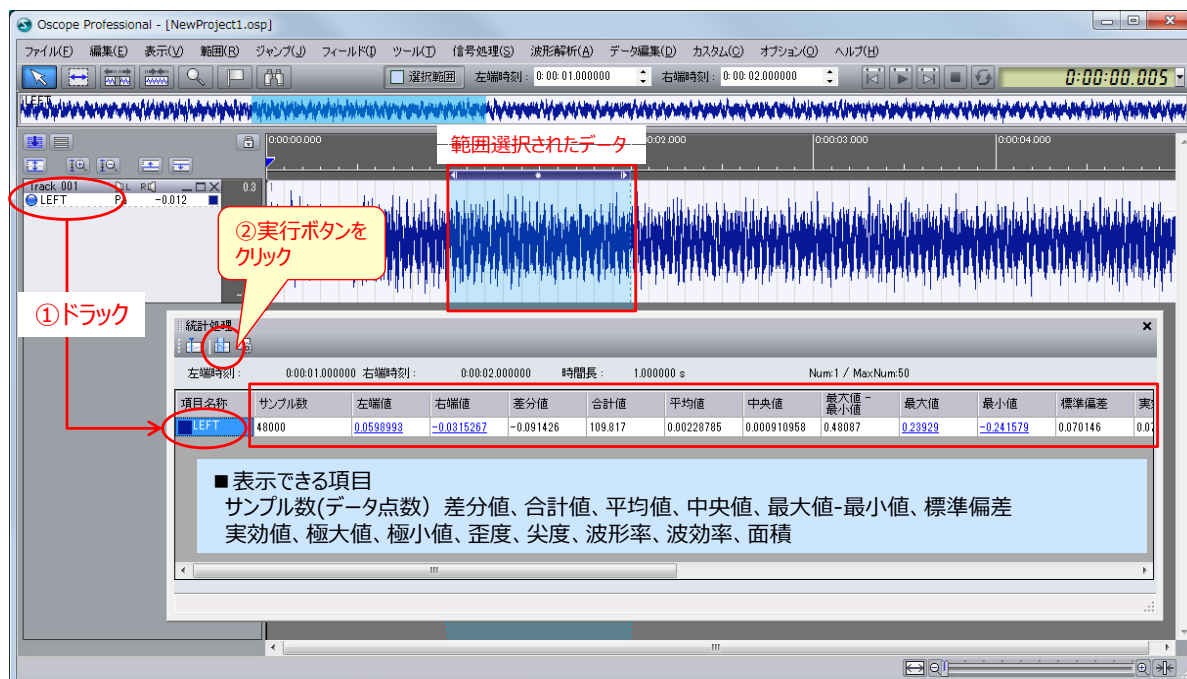 Oscope Professional - [NewProject1.osp]
ファイル(F) 編集(E) 表示(V) 範囲(R) ジャンプ(J) フィールド(I) ツール(T) 信号処理(S) 波形解析(A) データ編集(D) カスタム(C) オプション(O) ヘルプ(H)
選択範囲 左端時刻: 0:00:01.000000 右端時刻: 0:00:02.000000 0:00:00.005
LEFT
0:00:00.000 0:02.000 0:00:03.000 0:00:04.000
範囲選択されたデータ
Track 001 L R 0.3 1
LEFT Pa -0.012
②実行ボタンを
クリック
①ドラック
統計処理
左端時刻: 0:00:01.000000 右端時刻: 0:00:02.000000 時間長: 1.000000 s Num:1 / MaxNum:50
項目名称 サンプル数 左端値 右端値 差分値 合計値 平均値 中央値 最大値 - 最小値 最大値 最小値 標準偏差
LEFT 48000 0.0598993 -0.0315267 -0.091426 109.817 0.00228785 0.000910958 0.48087 0.23929 -0.241579 0.070146
■表示できる項目
サンプル数(データ点数）差分値、合計値、平均値、中央値、最大値-最小値、標準偏差
実効値、極大値、極小値、歪度、尖度、波形率、波効率、面積